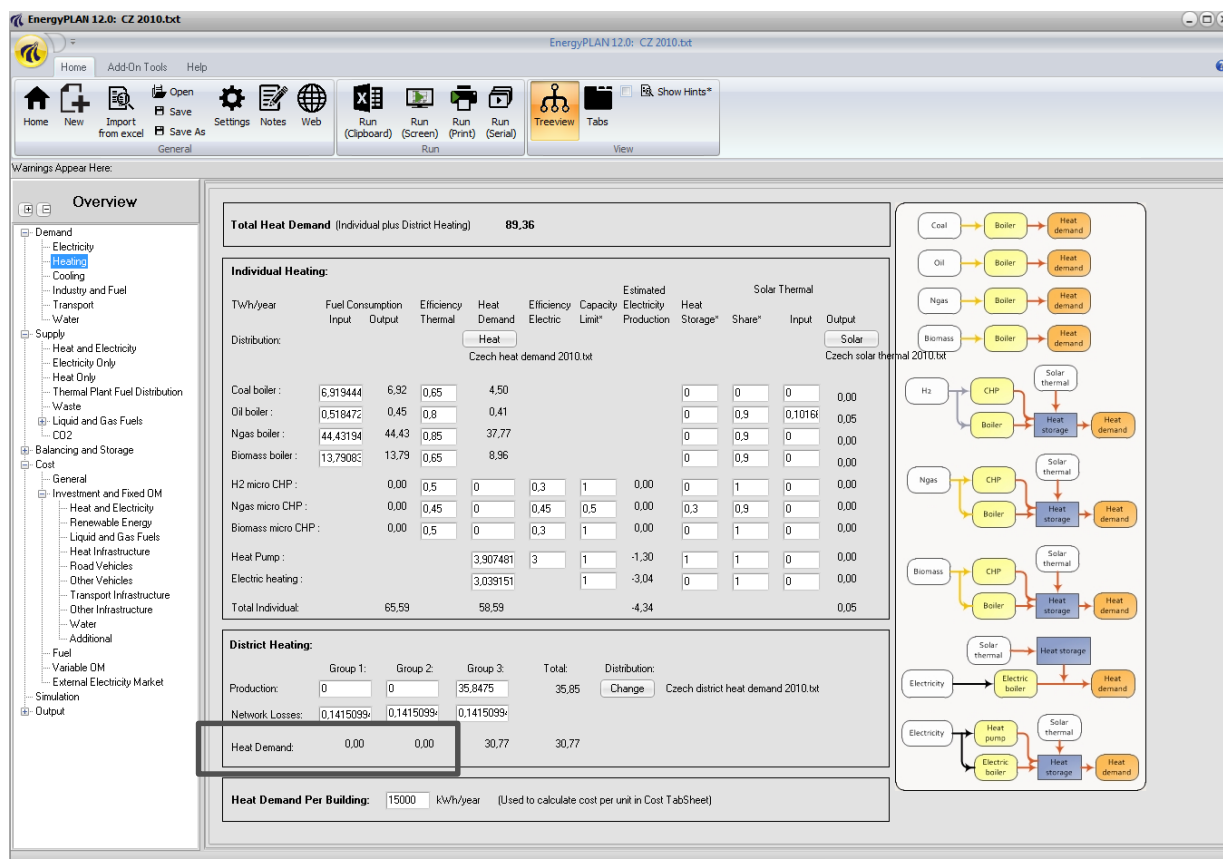 EnergyPLAN 12.0: CZ 2010.txt
EnergyPLAN 12.0: CZ 2010.txt
Home Add-On Tools Help
Home New Import from excel Open Save Save As Settings Notes Web Run (Clipboard) Run (Screen) Run (Print) Run (Serial) Treeview Tabs Show Hints*
General Run View
Warnings Appear Here:
Overview
Demand
Electricity
Heating
Cooling
Industry and Fuel
Transport
Water
Supply
Heat and Electricity
Electricity Only
Heat Only
Thermal Plant Fuel Distribution
Waste
Liquid and Gas Fuels
CO2
Balancing and Storage
Cost
General
Investment and Fixed OM
Heat and Electricity
Renewable Energy
Liquid and Gas Fuels
Heat Infrastructure
Road Vehicles
Other Vehicles
Transport Infrastructure
Other Infrastructure
Water
Additional
Fuel
Variable OM
External Electricity Market
Simulation
Output
Total Heat Demand (Individual plus District Heating) 89,36
Individual Heating:
Estimated Solar Thermal
TWh/year Fuel Consumption Efficiency Heat Efficiency Capacity Electricity Heat
Input Output Thermal Demand Electric Limit* Production Storage* Share* Input Output
Distribution: Heat Solar
Czech heat demand 2010.txt Czech solar thermal 2010.txt
Coal boiler : 6,919444 6,92 0,65 4,50 0 0 0 0,00
Oil boiler : 0,518472 0,45 0,8 0,41 0 0,9 0,1016 0,05
Ngas boiler : 44,43194 44,43 0,85 37,77 0 0,9 0 0,00
Biomass boiler : 13,7908 13,79 0,65 8,96 0 0,9 0 0,00
H2 micro CHP : 0,00 0,5 0 0,3 1 0,00 0 1 0 0,00
Ngas micro CHP : 0,00 0,45 0 0,45 0,5 0,00 0,3 0,9 0 0,00
Biomass micro CHP : 0,00 0,5 0 0,3 1 0,00 0 1 0 0,00
Heat Pump : 3,907481 3 1 -1,30 1 1 0 0,00
Electric heating : 3,039151 1 -3,04 0 1 0 0,00
Total Individual: 65,59 58,59 -4,34 0,05
District Heating:
Group 1: Group 2: Group 3: Total: Distribution:
Production: 0 0 35,8475 35,85 Change Czech district heat demand 2010.txt
Network Losses: 0,1415099 0,1415099 0,1415099
Heat Demand: 0,00 0,00 30,77 30,77
Heat Demand Per Building: 15000 kWh/year (Used to calculate cost per unit in Cost TabSheet)
Coal Boiler Heat demand
Oil Boiler Heat demand
Ngas Boiler Heat demand
Biomass Boiler Heat demand
Solar thermal
H2 CHP
Boiler Heat storage Heat demand
Solar thermal
Ngas CHP
Boiler Heat storage Heat demand
Solar thermal
Biomass CHP
Boiler Heat storage Heat demand
Solar thermal Heat storage
Electricity Electric boiler Heat demand
Electricity Heat pump Solar thermal
Electric boiler Heat storage Heat demand